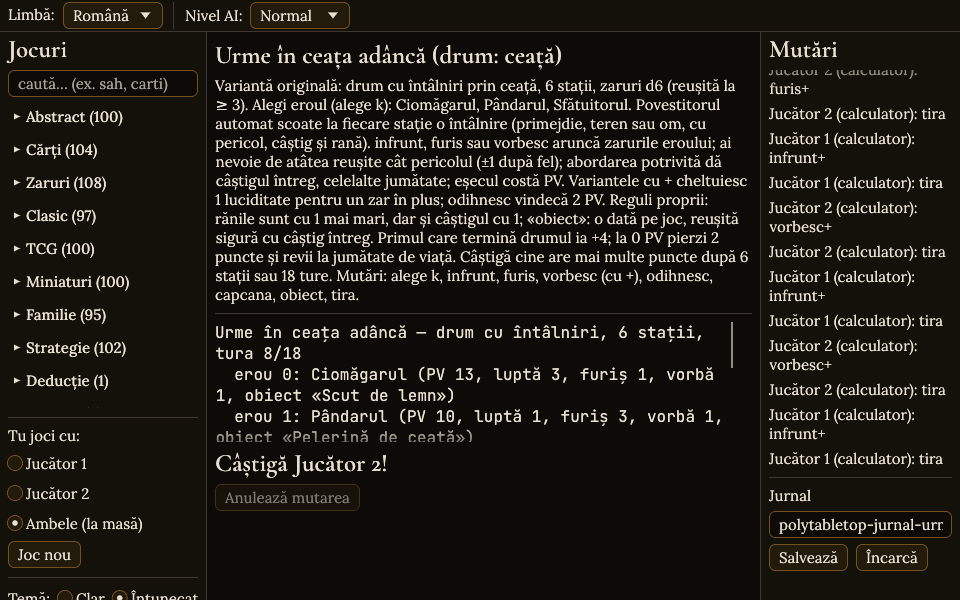 Limbă: Română ▼ Nivel AI: Normal ▼
Jocuri
caută... (ex. sah, carti)
▸ Abstract (100)
▸ Cărți (104)
▸ Zaruri (108)
▸ Clasic (97)
▸ TCG (100)
▸ Miniaturi (100)
▸ Familie (95)
▸ Strategie (102)
▸ Deducție (1)
Tu joci cu:
Jucător 1
Jucător 2
Ambele (la masă)
Joc nou
Temă: Clar Întunecat
Urme în ceața adâncă (drum: ceață)
Variantă originală: drum cu întâlniri prin ceață, 6 stații, zaruri d6 (reușită la
≥ 3). Alegi eroul (alege k): Ciomăgarul, Pândarul, Sfătuitorul. Povestitorul
automat scoate la fiecare stație o întâlnire (primejdie, teren sau om, cu
pericol, câștig și rană). infrunt, furis sau vorbesc aruncă zarurile eroului; ai
nevoie de atâtea reușite cât pericolul (±1 după fel); abordarea potrivită dă
câștigul întreg, celelalte jumătate; eșecul costă PV. Variantele cu + cheltuiesc
1 luciditate pentru un zar în plus; odihnesc vindecă 2 PV. Reguli proprii:
rănile sunt cu 1 mai mari, dar și câștigul cu 1; «obiect»: o dată pe joc, reușită
sigură cu câștig întreg. Primul care termină drumul ia +4; la 0 PV pierzi 2
puncte și revii la jumătate de viață. Câștigă cine are mai multe puncte după 6
stații sau 18 ture. Mutări: alege k, infrunt, furis, vorbesc (cu +), odihnesc,
capcana, obiect, tira.
Urme în ceața adâncă — drum cu întâlniri, 6 stații,
tura 8/18
erou 0: Ciomăgarul (PV 13, luptă 3, furiș 1, vorbă
1, obiect «Scut de lemn»)
erou 1: Pândarul (PV 10, luptă 1, furiș 3, vorbă 1,
obiect «Pelerină de ceață»)
Câștigă Jucător 2!
Anulează mutarea
Mutări
Jucător 2 (calculator):
furis+
Jucător 2 (calculator): tira
Jucător 1 (calculator):
infrunt+
Jucător 1 (calculator): tira
Jucător 2 (calculator):
vorbesc+
Jucător 2 (calculator): tira
Jucător 1 (calculator):
infrunt+
Jucător 1 (calculator): tira
Jucător 2 (calculator):
vorbesc+
Jucător 2 (calculator): tira
Jucător 1 (calculator):
infrunt+
Jucător 1 (calculator): tira
Jurnal
polytabletop-jurnal-urr
Salvează Încarcă